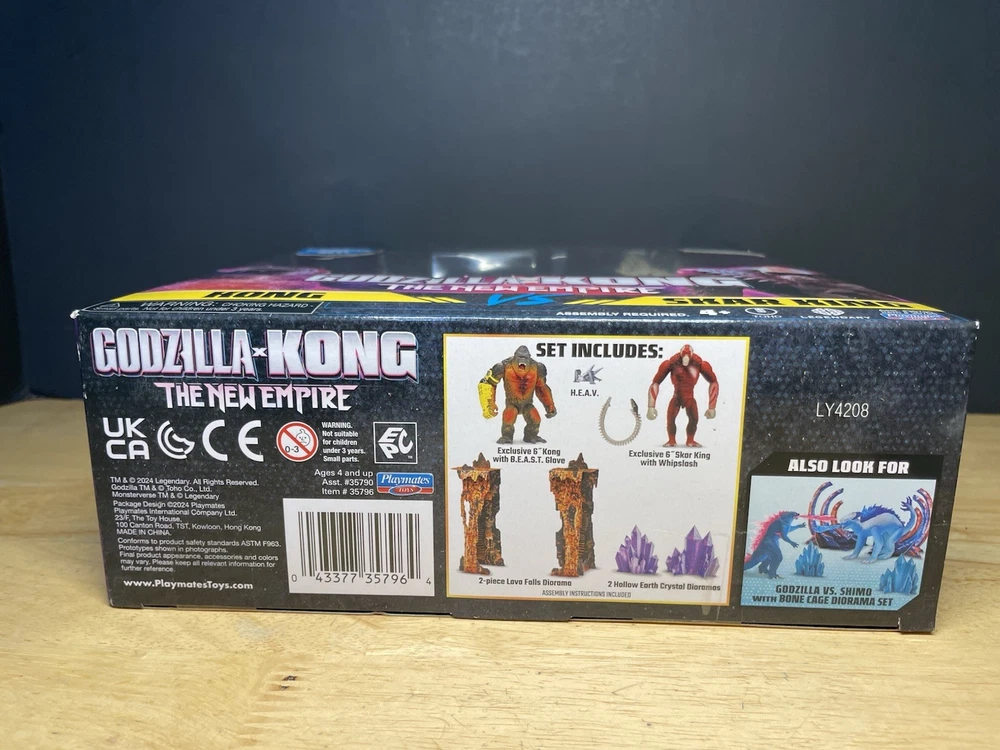 GODZILLA x KONG
THE NEW EMPIRE
KONG
VS
SKAR KING
WARNING: CHOKING HAZARD -
Small parts. Not for children under 3 years.
ASSEMBLY REQUIRED.
4+
LEGENDARY
GODZILLA x KONG
THE NEW EMPIRE
UK
CA
CE
0-3
WARNING.
Not suitable
for children
under 3 years.
Small parts.
EC
PC
Ages 4 and up
Asst. #35790
Item # 35796
Playmates
TOYS
TM & © 2024 Legendary. All Rights Reserved.
Godzilla TM & © Toho Co., Ltd.
Monsterverse TM & © Legendary
Package Design ©2024 Playmates
Playmates International Company Ltd.
23/F, The Toy House,
100 Canton Road, TST, Kowloon, Hong Kong
MADE IN CHINA.
Conforms to product safety standards ASTM F963.
Prototypes shown in photographs.
Final product appearance, accessories and colors
may vary. Please keep all relevant information for
further reference.
www.PlaymatesToys.com
0 43377 35796 4
SET INCLUDES:
H.E.A.V.
Exclusive 6" Kong
with B.E.A.S.T. Glove
Exclusive 6" Skar King
with Whipslash
2-piece Lava Falls Diorama
2 Hollow Earth Crystal Dioramas
ASSEMBLY INSTRUCTIONS INCLUDED
LY4208
ALSO LOOK FOR
GODZILLA VS. SHIMO
WITH BONE CAGE DIORAMA SET